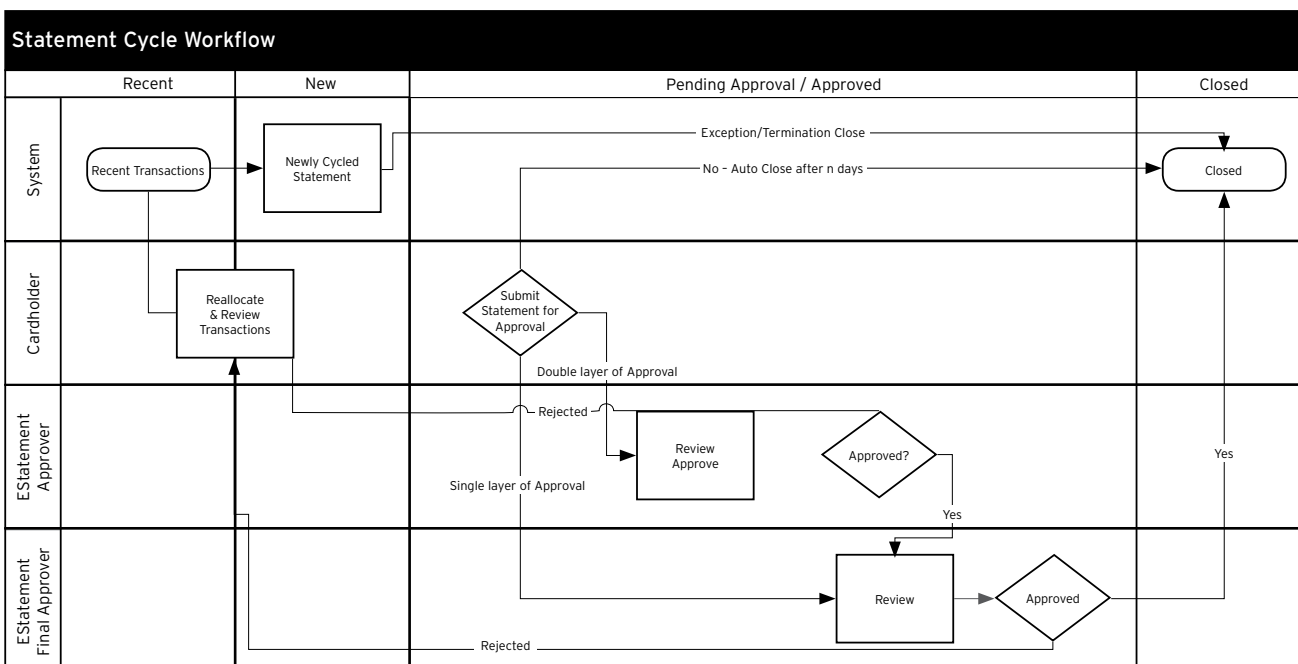 Statement Cycle Workflow
Recent
New
Pending Approval / Approved
Closed
System
Recent Transactions
Newly Cycled
Statement
Exception/Termination Close
No – Auto Close after n days
Closed
Cardholder
Reallocate
& Review
Transactions
Submit
Statement for
Approval
Double layer of Approval
EStatement
Approver
Rejected
Review
Approve
Approved?
Yes
Single layer of Approval
Yes
EStatement
Final Approver
Review
Approved
Rejected